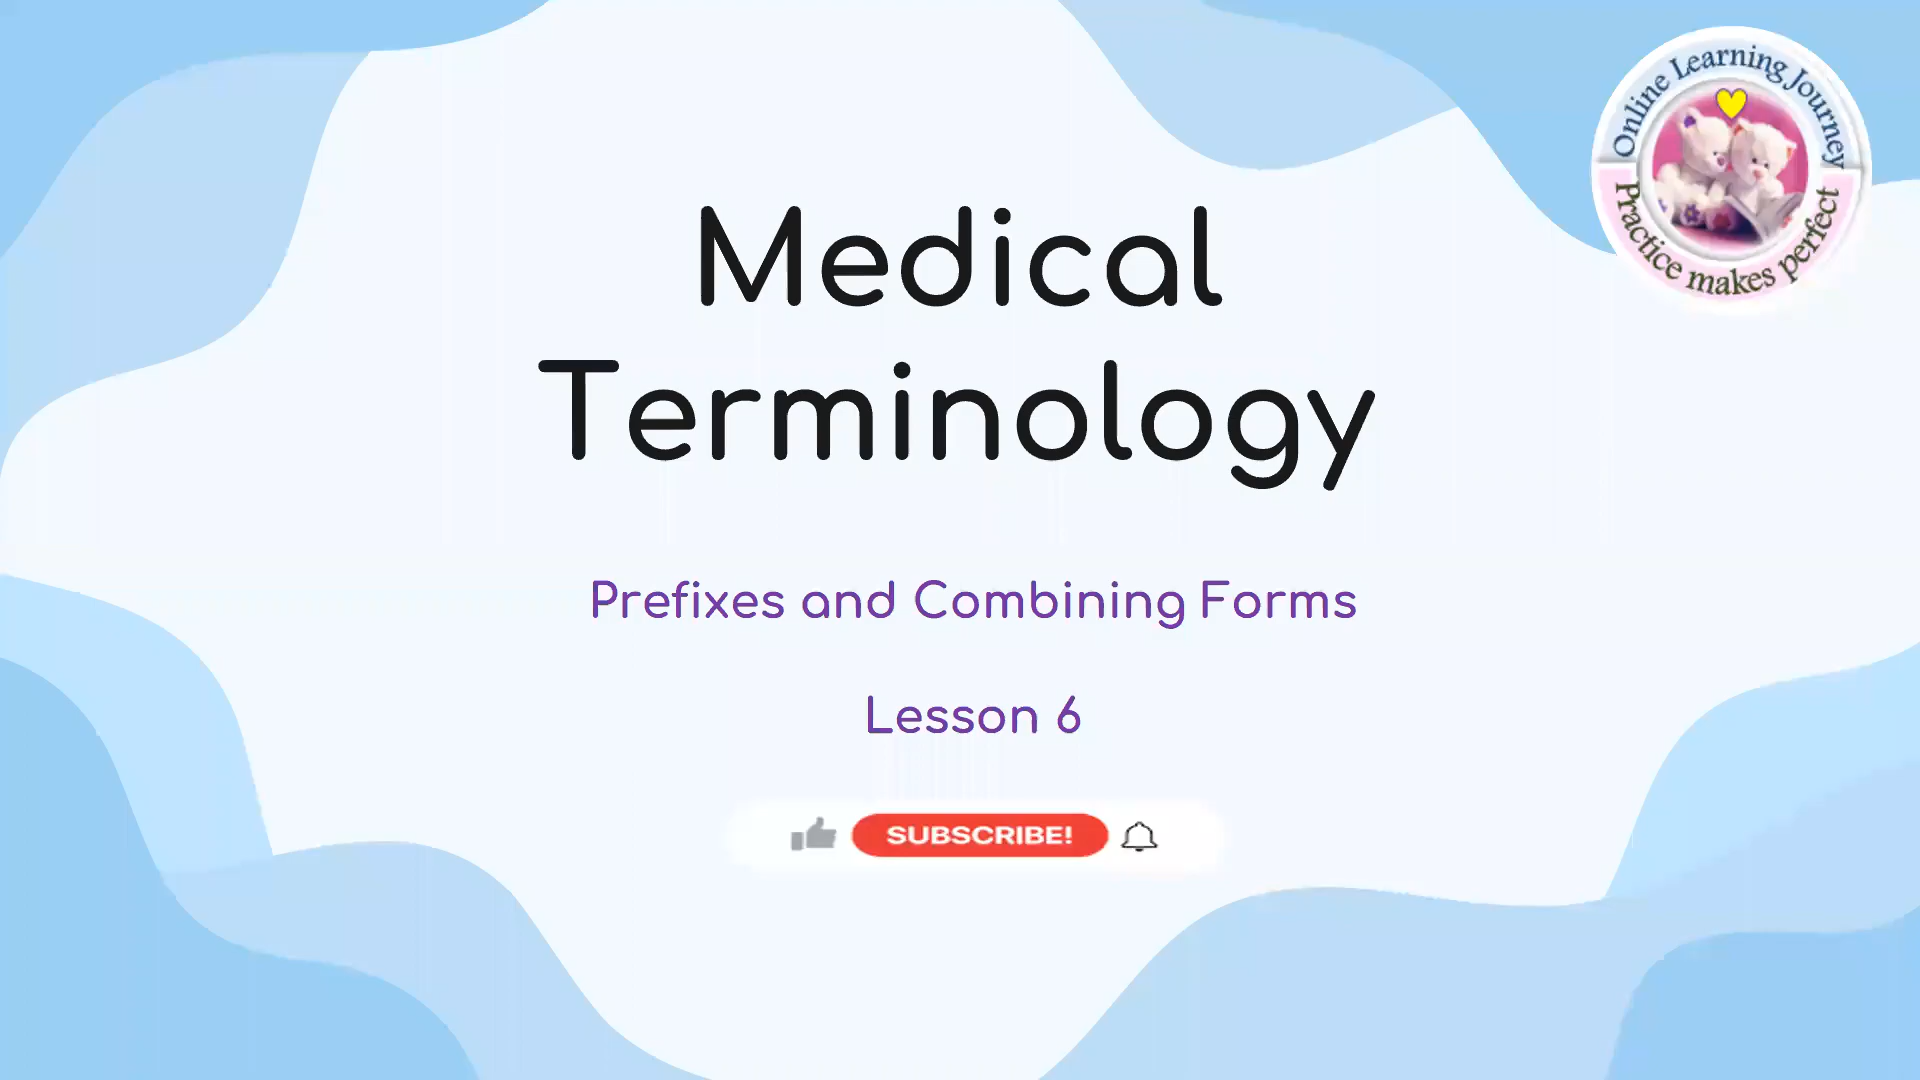 Online Learning Journey
Practice makes perfect
Medical
Terminology
Prefixes and Combining Forms
Lesson 6
SUBSCRIBE!